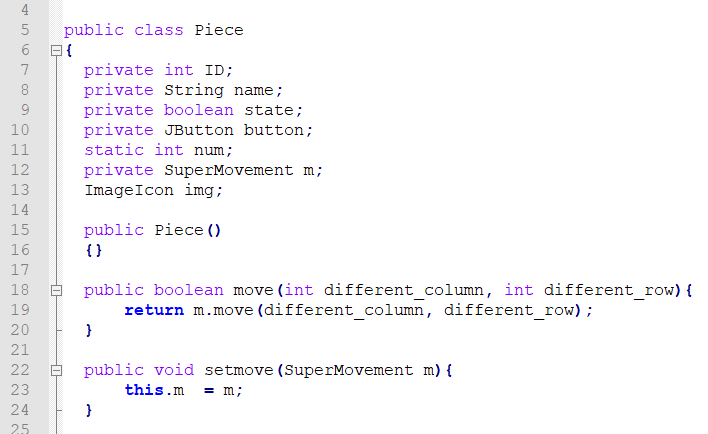 4
5 public class Piece
6 {
7 private int ID;
8 private String name;
9 private boolean state;
10 private JButton button;
11 static int num;
12 private SuperMovement m;
13 ImageIcon img;
14
15 public Piece()
16 {}
17
18 public boolean move(int different_column, int different_row){
19 return m.move(different_column, different_row);
20 }
21
22 public void setmove(SuperMovement m){
23 this.m  = m;
24 }
25